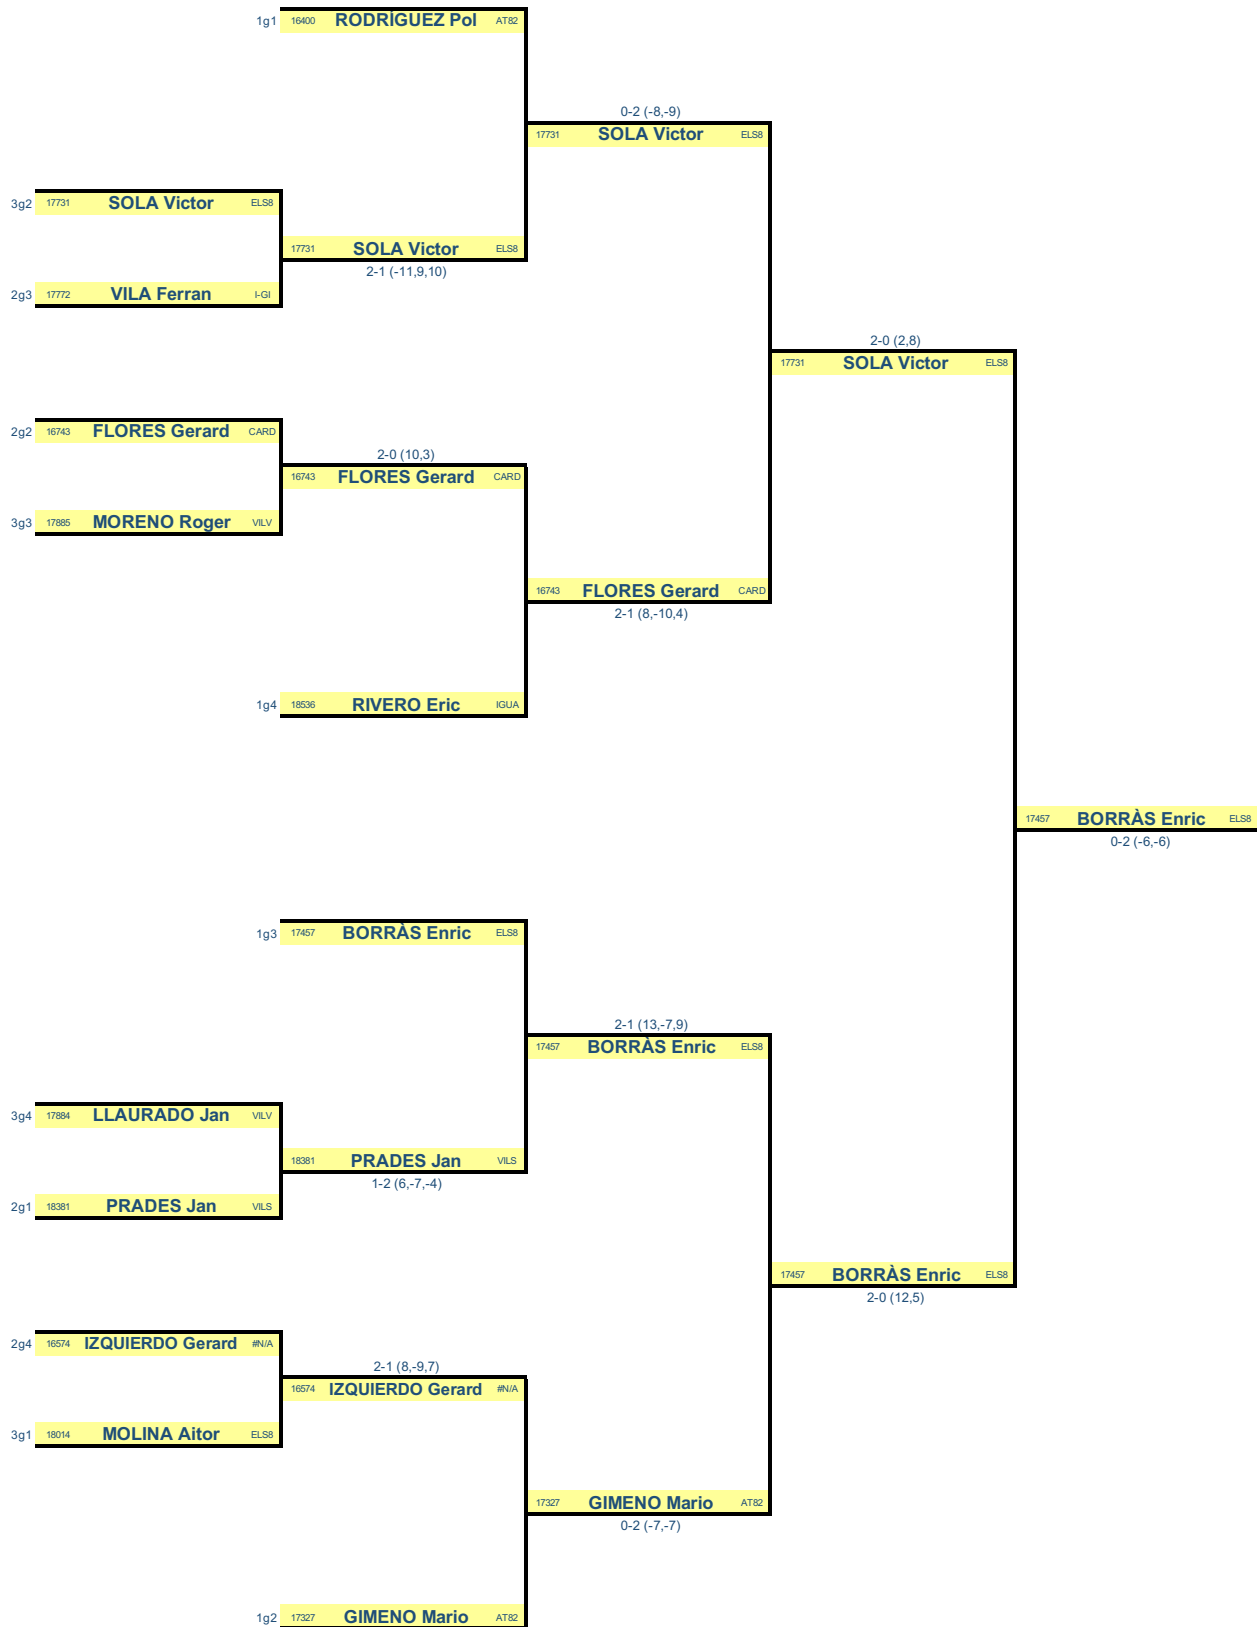 1g1 16400 RODRÍGUEZ Pol AT82
0-2 (-8,-9)
17731 SOLA Victor ELS8
3g2 17731 SOLA Victor ELS8
17731 SOLA Victor ELS8
2-1 (-11,9,10)
2g3 17772 VILA Ferran I-GI
2-0 (2,8)
17731 SOLA Victor ELS8
2g2 16743 FLORES Gerard CARD
2-0 (10,3)
16743 FLORES Gerard CARD
3g3 17885 MORENO Roger VILV
16743 FLORES Gerard CARD
2-1 (8,-10,4)
1g4 18536 RIVERO Eric IGUA
17457 BORRÀS Enric ELS8
0-2 (-6,-6)
1g3 17457 BORRÀS Enric ELS8
2-1 (13,-7,9)
17457 BORRÀS Enric ELS8
3g4 17884 LLAURADO Jan VILV
18381 PRADES Jan VILS
1-2 (6,-7,-4)
2g1 18381 PRADES Jan VILS
17457 BORRÀS Enric ELS8
2-0 (12,5)
2g4 16574 IZQUIERDO Gerard #N/A
2-1 (8,-9,7)
16574 IZQUIERDO Gerard #N/A
3g1 18014 MOLINA Aitor ELS8
17327 GIMENO Mario AT82
0-2 (-7,-7)
1g2 17327 GIMENO Mario AT82